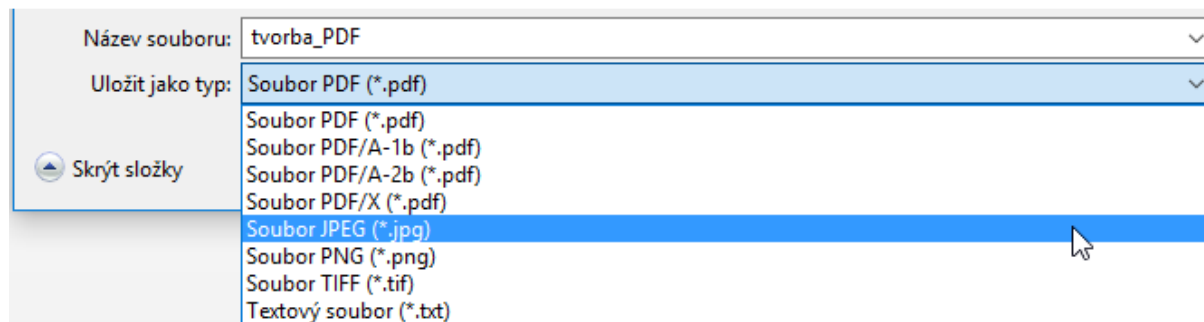 Název souboru: tvorba_PDF
Uložit jako typ: Soubor PDF (*.pdf)
Soubor PDF (*.pdf)
Soubor PDF/A-1b (*.pdf)
Soubor PDF/A-2b (*.pdf)
Skrýt složky
Soubor PDF/X (*.pdf)
Soubor JPEG (*.jpg)
Soubor PNG (*.png)
Soubor TIFF (*.tif)
Textový soubor (*.txt)